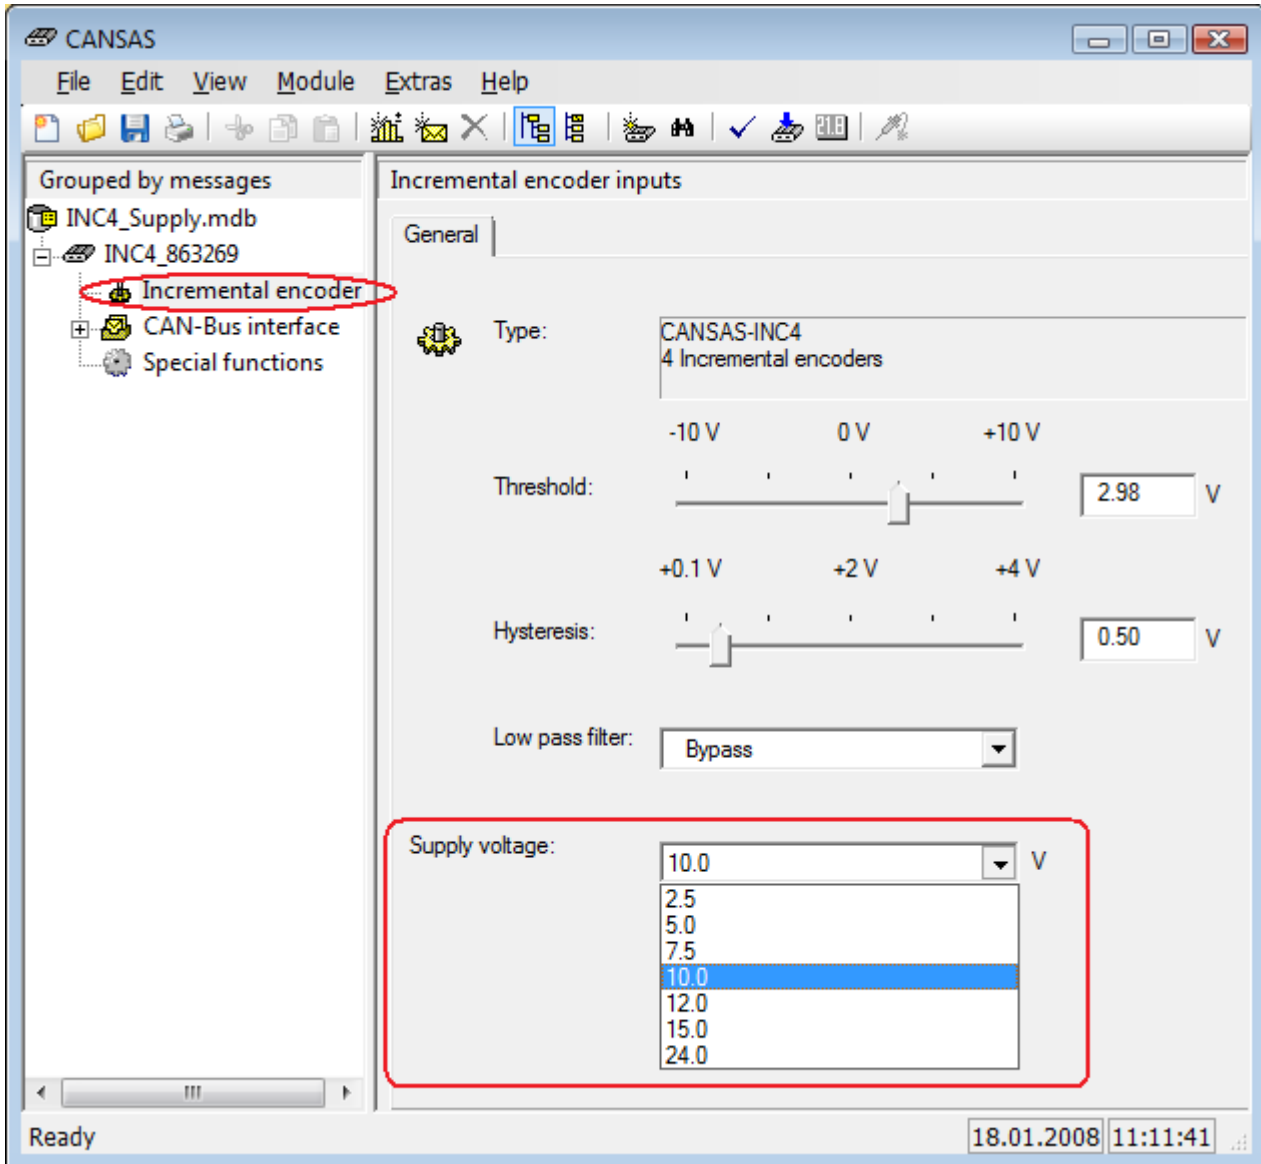 CANSAS
File Edit View Module Extras Help
Grouped by messages
INC4_Supply.mdb
INC4_863269
Incremental encoder
CAN-Bus interface
Special functions
Incremental encoder inputs
General
Type:
CANSAS-INC4
4 Incremental encoders
-10 V 0 V +10 V
Threshold: 2.98 V
+0.1 V +2 V +4 V
Hysteresis: 0.50 V
Low pass filter: Bypass
Supply voltage: 10.0 V
2.5
5.0
7.5
10.0
12.0
15.0
24.0
Ready 18.01.2008 11:11:41